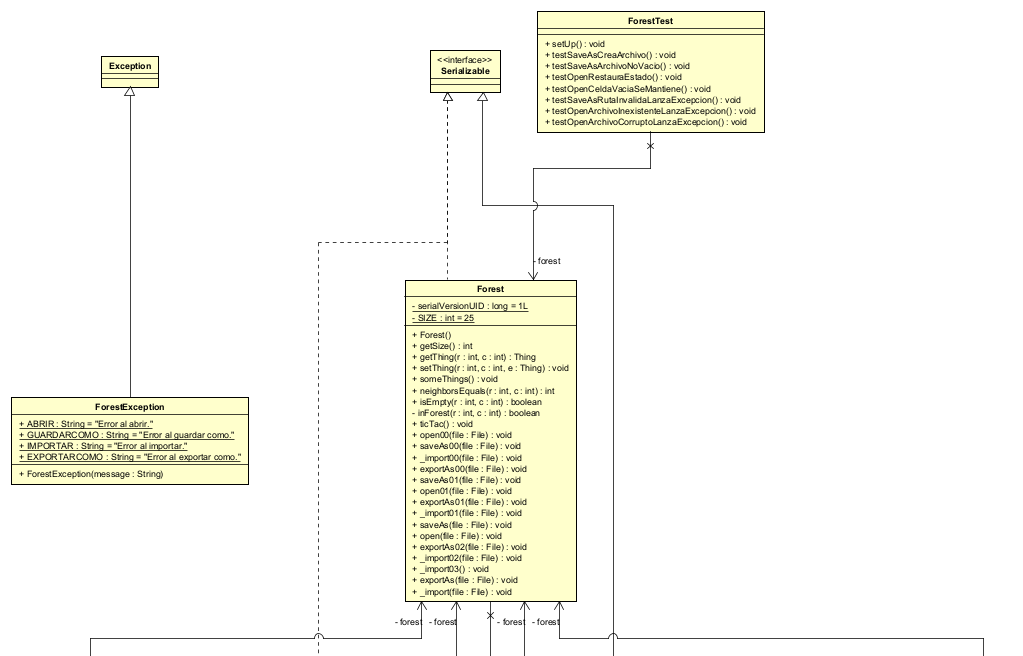 ForestTest
+ setUp() : void
+ testSaveAsCreaArchivo() : void
+ testSaveAsArchivoNoVacio() : void
+ testOpenRestauraEstado() : void
+ testOpenCeldaVaciaSeMantiene() : void
+ testSaveAsRutaInvalidaLanzaExcepcion() : void
+ testOpenArchivoInexistenteLanzaExcepcion() : void
+ testOpenArchivoCorruptoLanzaExcepcion() : void
Exception
<<interface>>
Serializable
- forest
Forest
- serialVersionUID : long = 1L
- SIZE : int = 25
+ Forest()
+ getSize() : int
+ getThing(r : int, c : int) : Thing
+ setThing(r : int, c : int, e : Thing) : void
+ someThings() : void
+ neighborsEquals(r : int, c : int) : int
+ isEmpty(r : int, c : int) : boolean
- inForest(r : int, c : int) : boolean
+ ticTac() : void
+ open00(file : File) : void
+ saveAs00(file : File) : void
+ _import00(file : File) : void
+ exportAs00(file : File) : void
+ saveAs01(file : File) : void
+ open01(file : File) : void
+ exportAs01(file : File) : void
+ _import01(file : File) : void
+ saveAs(file : File) : void
+ open(file : File) : void
+ exportAs02(file : File) : void
+ _import02(file : File) : void
+ _import03() : void
+ exportAs(file : File) : void
+ _import(file : File) : void
ForestException
+ ABRIR : String = "Error al abrir."
+ GUARDARCOMO : String = "Error al guardar como."
+ IMPORTAR : String = "Error al importar."
+ EXPORTARCOMO : String = "Error al exportar como."
+ ForestException(message : String)
- forest
- forest
- forest
- forest